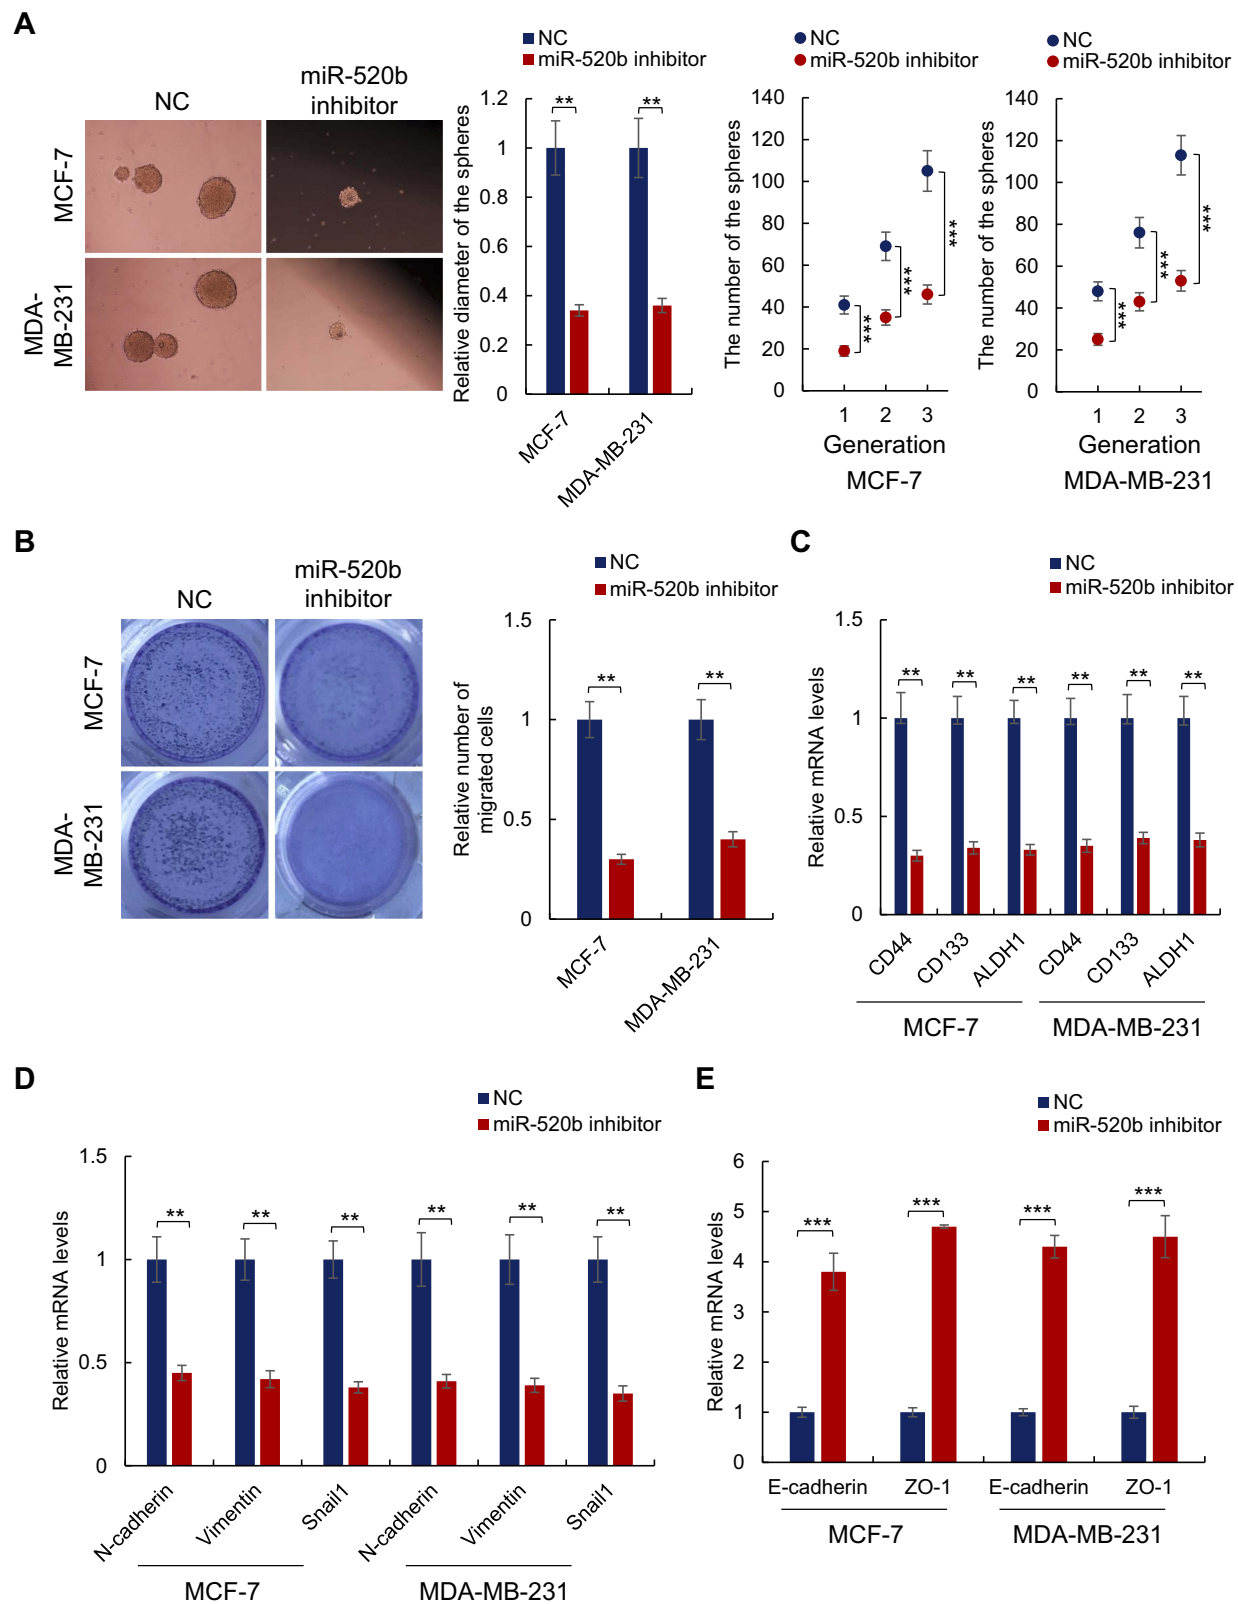 A
NC
miR-520b
inhibitor
MCF-7
MDA-
MB-231
NC
miR-520b inhibitor
Relative diameter of the spheres
1.2
1
0.8
0.6
0.4
0.2
0
**
**
MCF-7
MDA-MB-231
NC
miR-520b inhibitor
The number of the spheres
140
120
100
80
60
40
20
0
***
***
***
1 2 3
Generation
MCF-7
NC
miR-520b inhibitor
The number of the spheres
140
120
100
80
60
40
20
0
***
***
***
1 2 3
Generation
MDA-MB-231
B
NC
miR-520b
inhibitor
MCF-7
MDA-
MB-231
NC
miR-520b inhibitor
Relative number of
migrated cells
1.5
1
0.5
0
**
**
MCF-7
MDA-MB-231
C
NC
miR-520b inhibitor
Relative mRNA levels
1.5
1
0.5
0
** ** ** ** ** **
CD44 CD133 ALDH1 CD44 CD133 ALDH1
MCF-7 MDA-MB-231
D
NC
miR-520b inhibitor
Relative mRNA levels
1.5
1
0.5
0
** ** ** ** ** **
N-cadherin Vimentin Snail1 N-cadherin Vimentin Snail1
MCF-7 MDA-MB-231
E
NC
miR-520b inhibitor
Relative mRNA levels
6
5
4
3
2
1
0
*** *** *** ***
E-cadherin ZO-1 E-cadherin ZO-1
MCF-7 MDA-MB-231